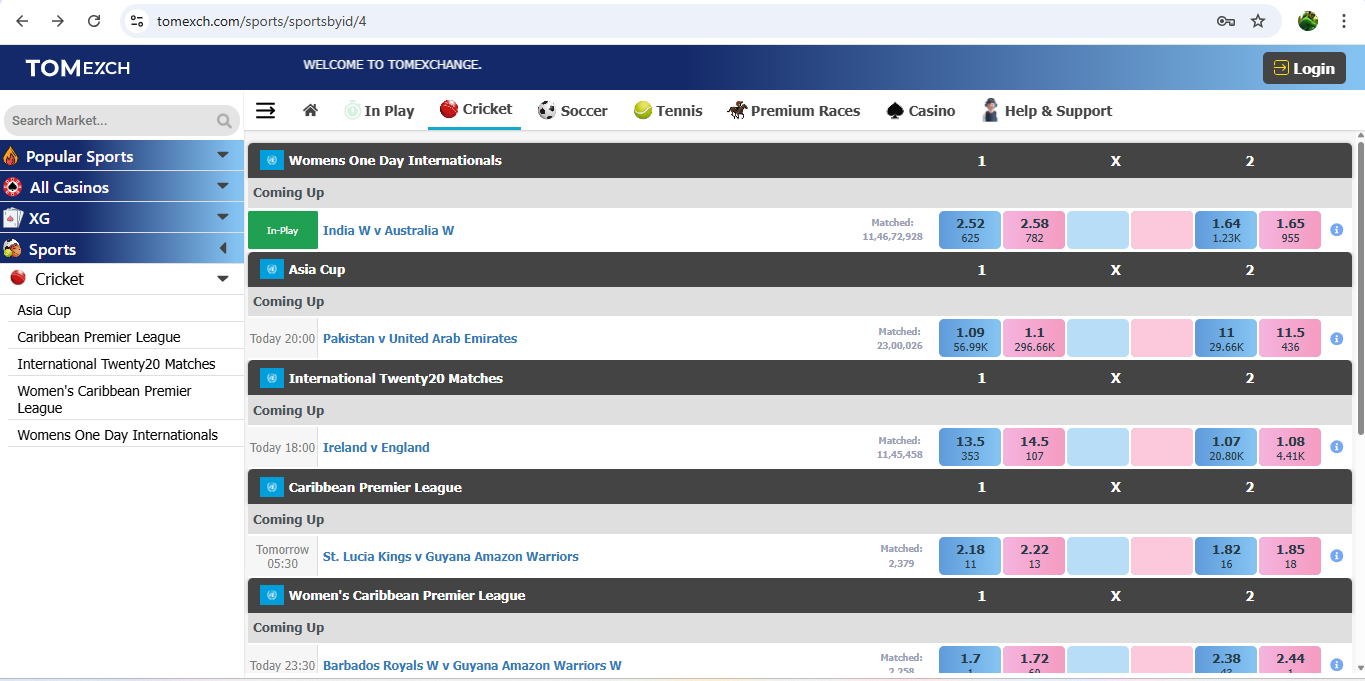 tomexch.com/sports/sportsbyid/4
TOMEXCH
WELCOME TO TOMEXCHANGE.
Login
Search Market...
In Play
Cricket
Soccer
Tennis
Premium Races
Casino
Help & Support
Popular Sports
All Casinos
XG
Sports
Cricket
Asia Cup
Caribbean Premier League
International Twenty20 Matches
Women's Caribbean Premier
League
Womens One Day Internationals
Womens One Day Internationals 1 X 2
Coming Up
In-Play India W v Australia W Matched: 2.52 2.58 1.64 1.65
11,46,72,928 625 782 1.23K 955
Asia Cup 1 X 2
Coming Up
Today 20:00 Pakistan v United Arab Emirates Matched: 1.09 1.1 11 11.5
23,00,026 56.99K 296.66K 29.66K 436
International Twenty20 Matches 1 X 2
Coming Up
Today 18:00 Ireland v England Matched: 13.5 14.5 1.07 1.08
11,45,458 353 107 20.80K 4.41K
Caribbean Premier League 1 X 2
Coming Up
Tomorrow St. Lucia Kings v Guyana Amazon Warriors Matched: 2.18 2.22 1.82 1.85
05:30 2,379 11 13 16 18
Women's Caribbean Premier League 1 X 2
Coming Up
Today 23:30 Barbados Royals W v Guyana Amazon Warriors W Matched: 1.7 1.72 2.38 2.44
2,258